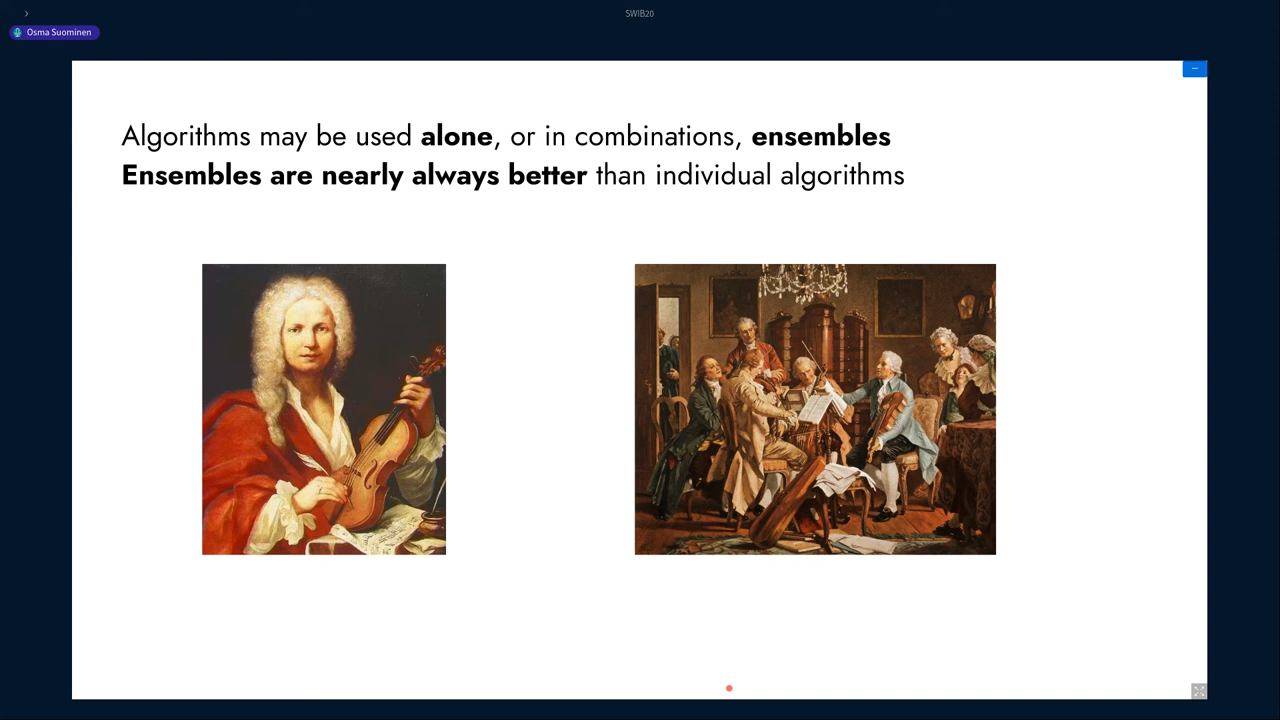 SWIB20
Osma Suominen
Algorithms may be used alone, or in combinations, ensembles
Ensembles are nearly always better than individual algorithms